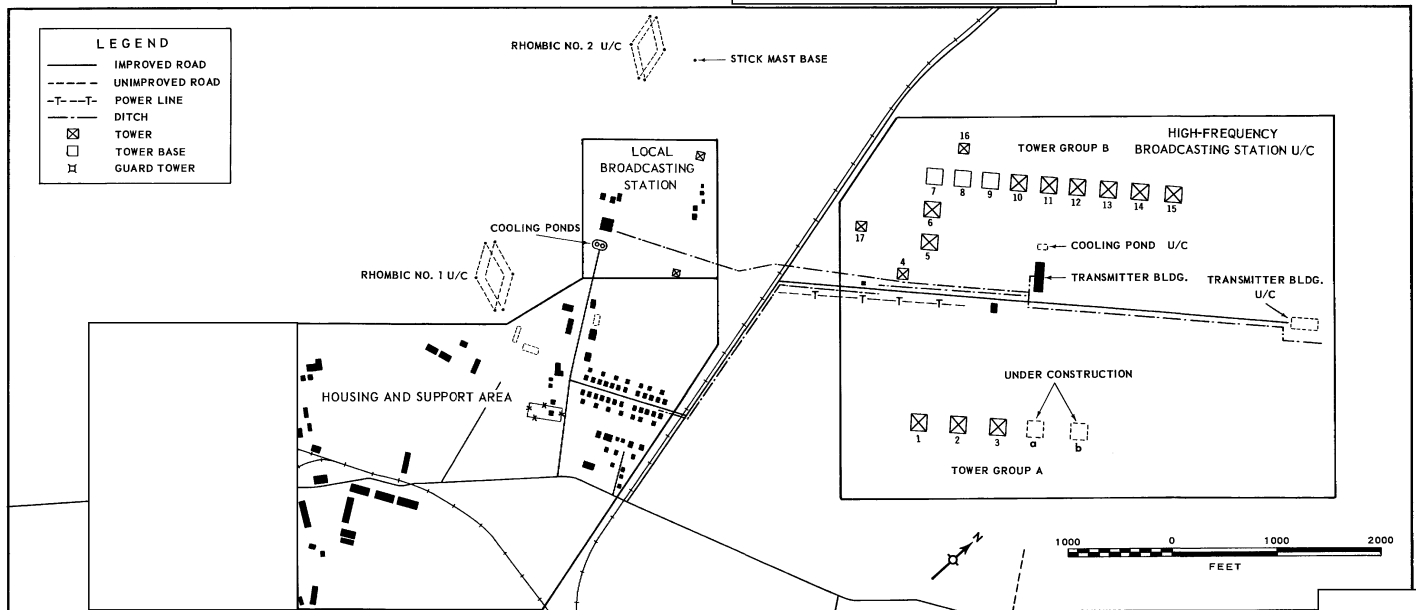 LEGEND
IMPROVED ROAD
UNIMPROVED ROAD
-T---T- POWER LINE
DITCH
TOWER
TOWER BASE
GUARD TOWER
RHOMBIC NO. 2 U/C
STICK MAST BASE
LOCAL
BROADCASTING
STATION
COOLING PONDS
RHOMBIC NO. 1 U/C
HOUSING AND SUPPORT AREA
HIGH-FREQUENCY
BROADCASTING STATION U/C
16
TOWER GROUP B
7
8
9
10
11
12
13
14
15
6
17
5
4
COOLING POND U/C
TRANSMITTER BLDG.
TRANSMITTER BLDG.
U/C
T T T T
UNDER CONSTRUCTION
1
2
3
a
b
TOWER GROUP A
N
1000 0 1000 2000
FEET